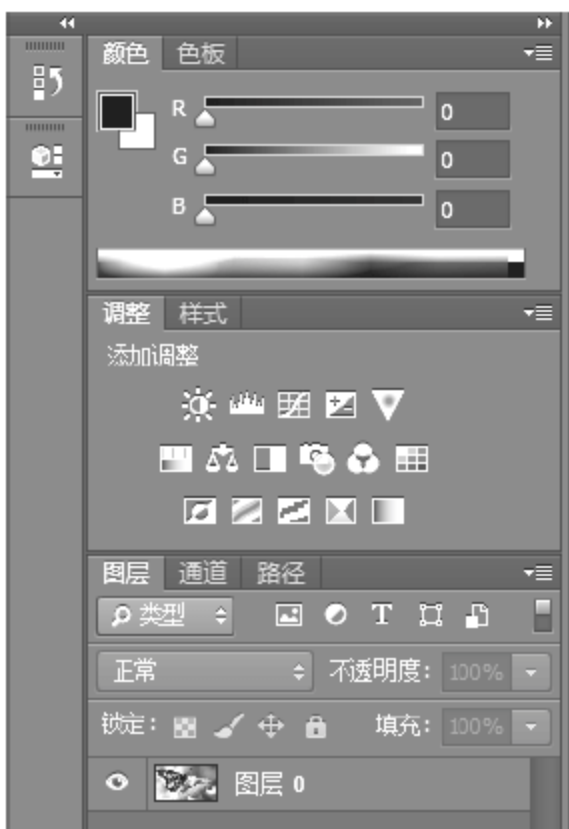 颜色 色板
R 0
G 0
B 0
调整 样式
添加调整
图层 通道 路径
类型 T
正常 不透明度: 100%
锁定: 填充: 100%
图层 0